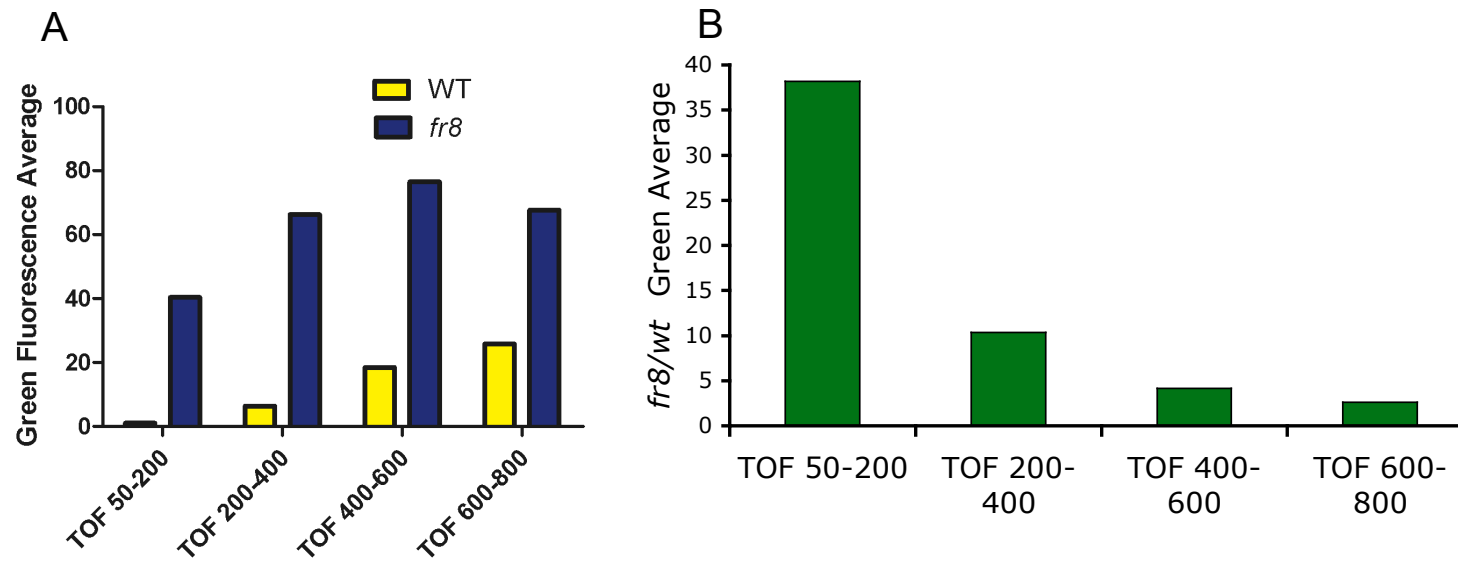 A
Green Fluorescence Average
100
80
60
40
20
0
WT
fr8
TOF 50-200
TOF 200-400
TOF 400-600
TOF 600-800
B
fr8/wt Green Average
40
35
30
25
20
15
10
5
0
TOF 50-200
TOF 200-
400
TOF 400-
600
TOF 600-
800